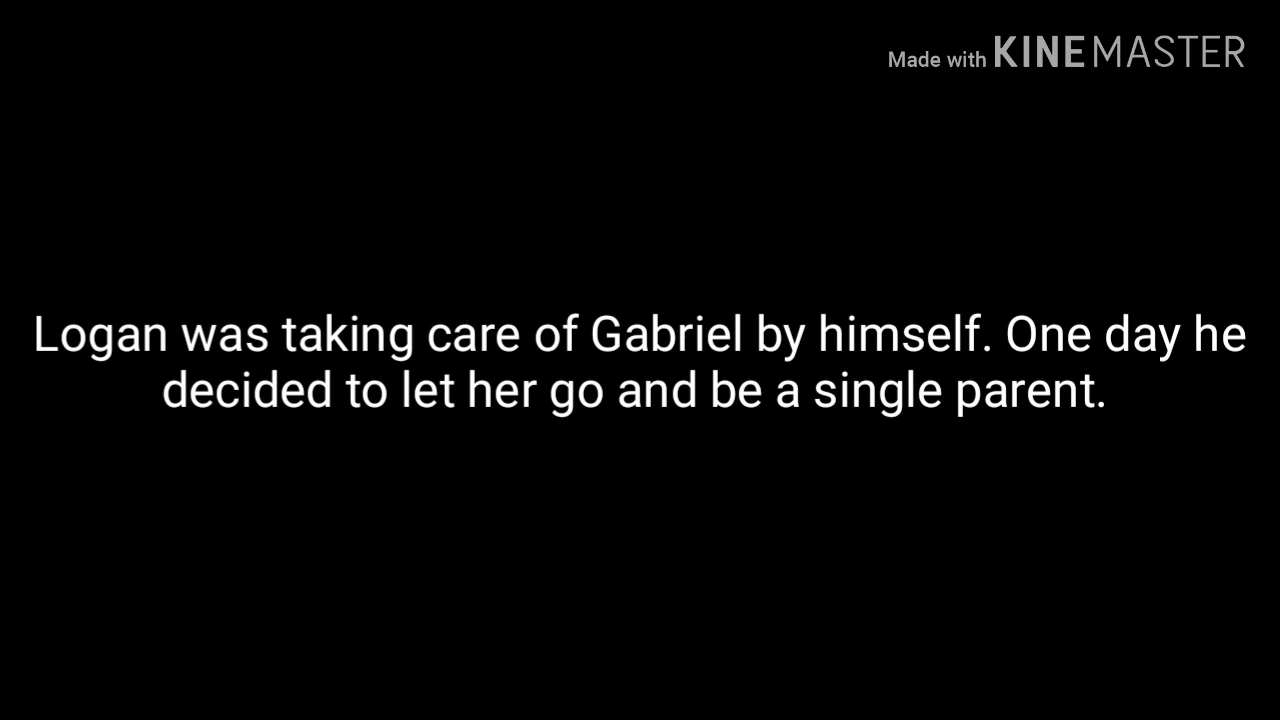 Made with KINEMASTER
Logan was taking care of Gabriel by himself. One day he
decided to let her go and be a single parent.